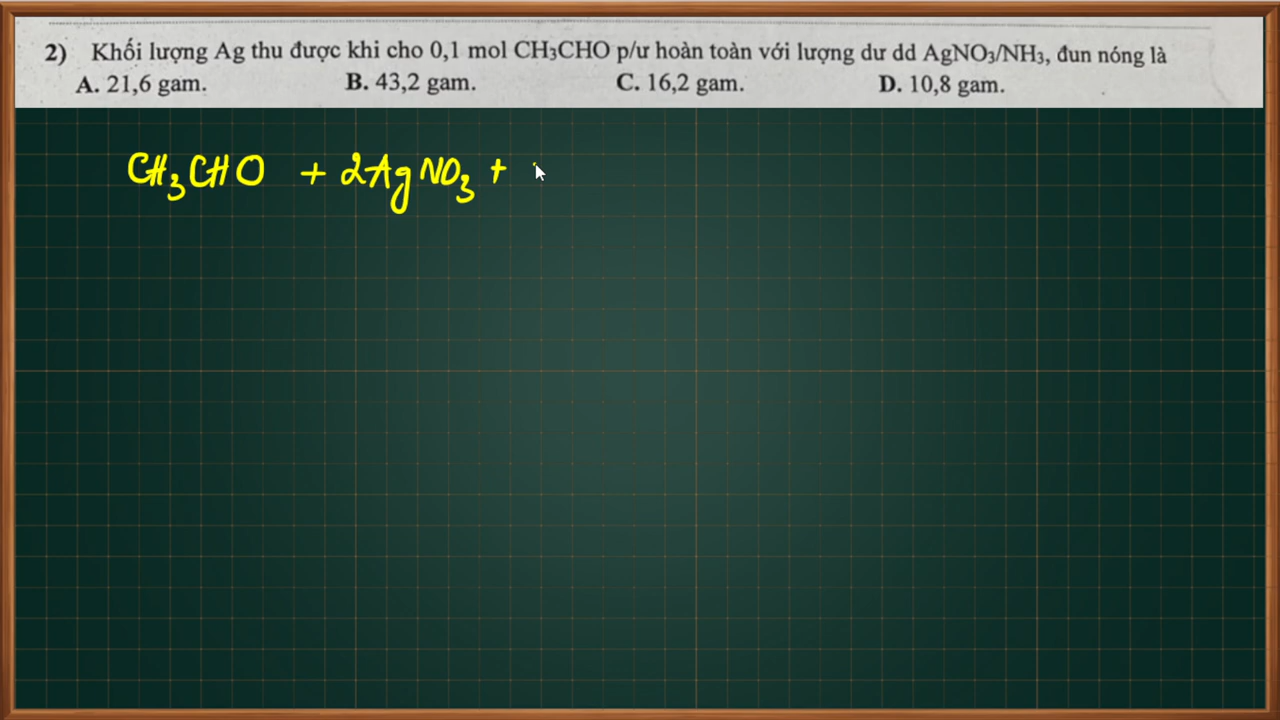 2) Khối lượng Ag thu được khi cho 0,1 mol CH₃CHO p/ư hoàn toàn với lượng dư dd AgNO₃/NH₃, đun nóng là
A. 21,6 gam. B. 43,2 gam. C. 16,2 gam. D. 10,8 gam.
CH₃CHO + 2AgNO₃ +